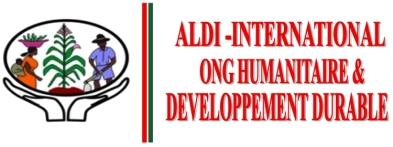 ALDI -INTERNATIONAL
ONG HUMANITAIRE &
DEVELOPPEMENT DURABLE